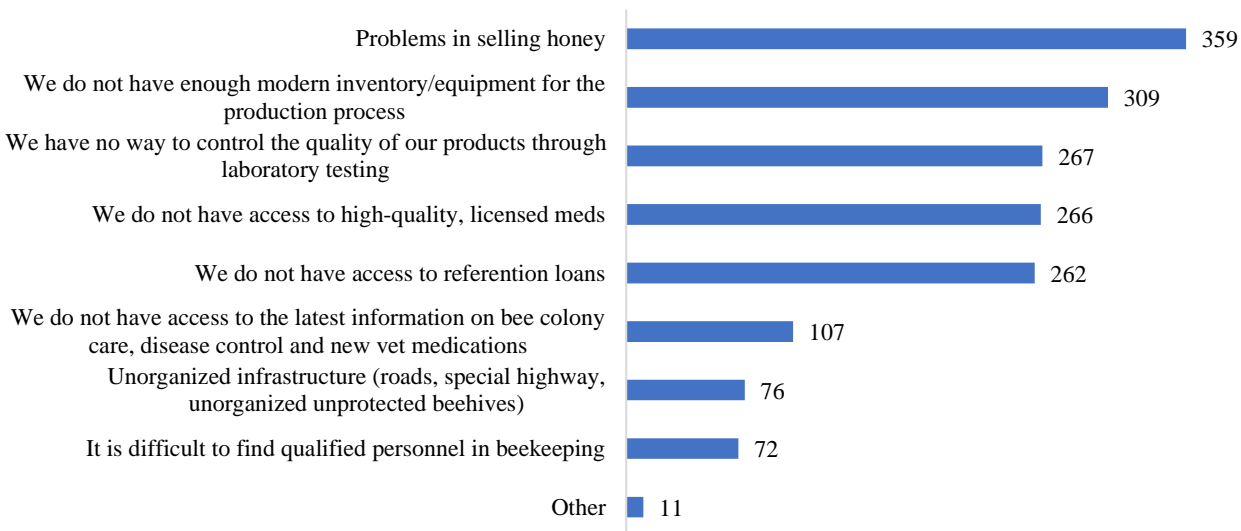 Problems in selling honey 359
We do not have enough modern inventory/equipment for the
production process 309
We have no way to control the quality of our products through
laboratory testing 267
We do not have access to high-quality, licensed meds 266
We do not have access to referention loans 262
We do not have access to the latest information on bee colony
care, disease control and new vet medications 107
Unorganized infrastructure (roads, special highway,
unorganized unprotected beehives) 76
It is difficult to find qualified personnel in beekeeping 72
Other 11